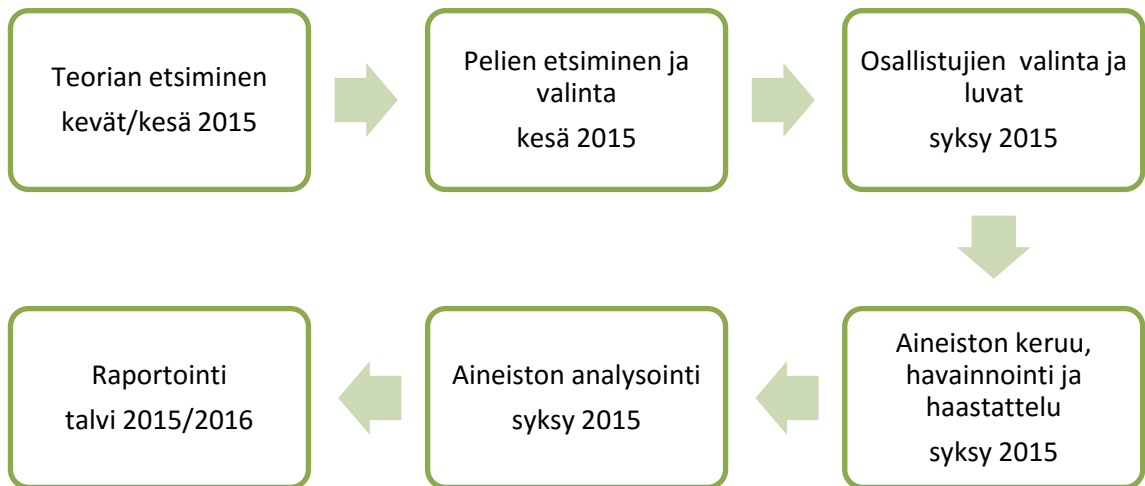 Teorian etsiminen
kevät/kesä 2015
Pelien etsiminen ja
valinta
kesä 2015
Osallistujien valinta ja
luvat
syksy 2015
Aineiston keruu,
havainnointi ja
haastattelu
syksy 2015
Aineiston analysointi
syksy 2015
Raportointi
talvi 2015/2016